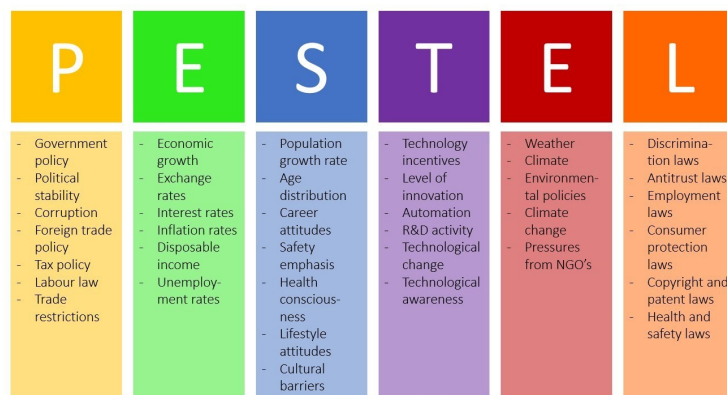 P
E
S
T
E
L
- Government
policy
- Political
stability
- Corruption
- Foreign trade
policy
- Tax policy
- Labour law
- Trade
restrictions
- Economic
growth
- Exchange
rates
- Interest rates
- Inflation rates
- Disposable
income
- Unemploy-
ment rates
- Population
growth rate
- Age
distribution
- Career
attitudes
- Safety
emphasis
- Health
conscious-
ness
- Lifestyle
attitudes
- Cultural
barriers
- Technology
incentives
- Level of
innovation
- Automation
- R&D activity
- Technological
change
- Technological
awareness
- Weather
- Climate
- Environmen-
tal policies
- Climate
change
- Pressures
from NGO's
- Discrimina-
tion laws
- Antitrust laws
- Employment
laws
- Consumer
protection
laws
- Copyright and
patent laws
- Health and
safety laws